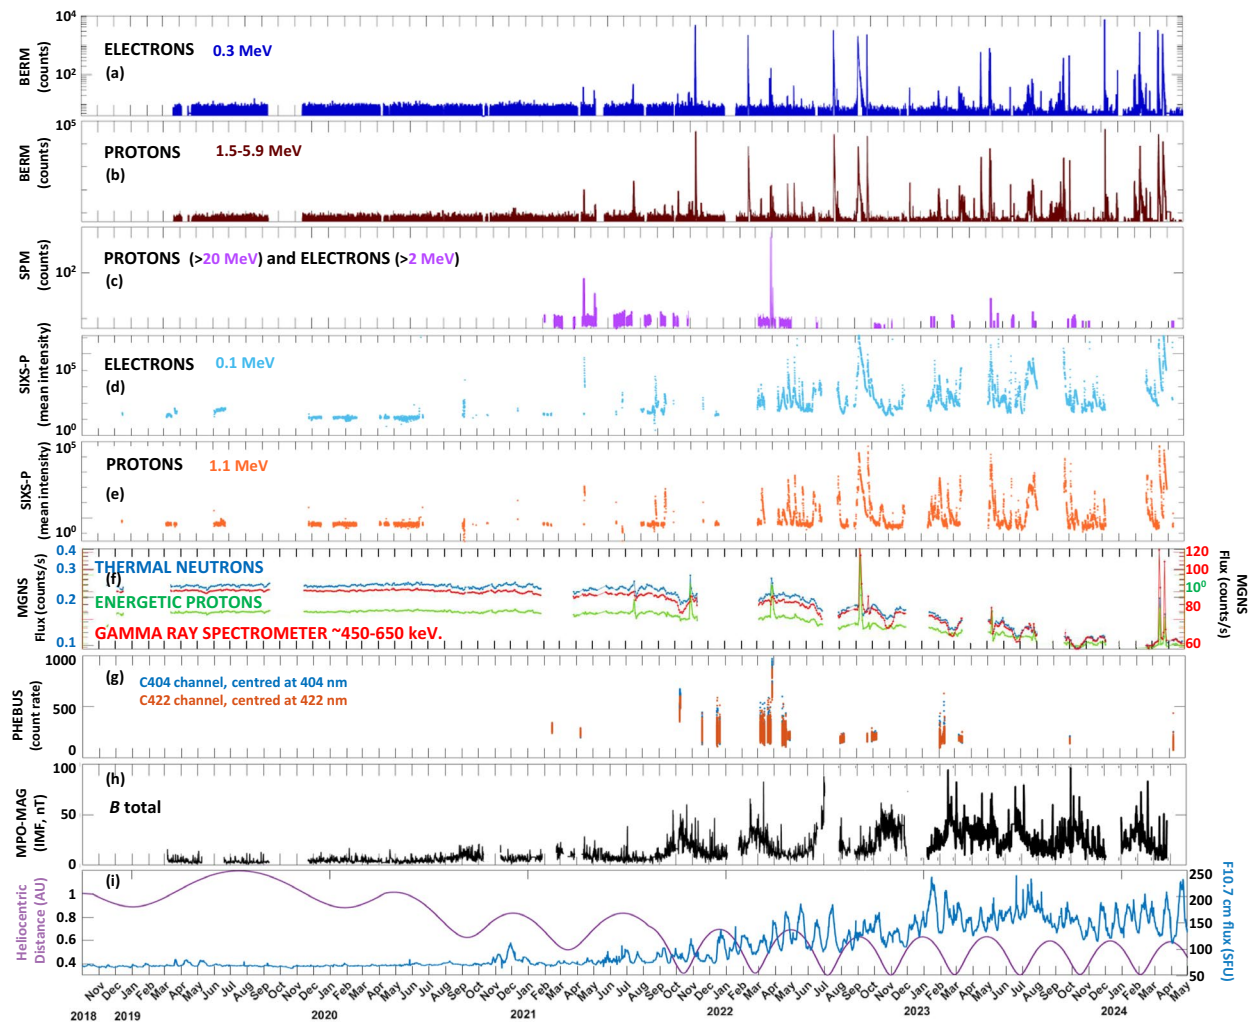 10⁴
10²
BERM
(counts)
ELECTRONS 0.3 MeV
(a)
10⁵
BERM
(counts)
PROTONS 1.5-5.9 MeV
(b)
10²
SPM
(counts)
PROTONS (>20 MeV) and ELECTRONS (>2 MeV)
(c)
10⁵
10⁰
SIXS-P
(mean intensity)
ELECTRONS 0.1 MeV
(d)
10⁵
10⁰
SIXS-P
(mean intensity)
PROTONS 1.1 MeV
(e)
0.4
0.3
0.2
0.1
MGNS
Flux (counts/s)
THERMAL NEUTRONS
(f)
ENERGETIC PROTONS
GAMMA RAY SPECTROMETER ~450-650 keV.
120
100
10⁰
80
60
MGNS
Flux (counts/s)
1000
500
0
PHEBUS
(count rate)
(g)
C404 channel, centred at 404 nm
C422 channel, centred at 422 nm
100
50
0
MPO-MAG
(IMF, nT)
(h)
B total
1
0.8
0.6
0.4
Heliocentric
Distance (AU)
(i)
250
200
150
100
50
F10.7 cm flux (SFU)
Nov Dec Jan Feb Mar Apr May Jun Jul Aug Sep Oct Nov Dec Jan Feb Mar Apr May Jun Jul Aug Sep Oct Nov Dec Jan Feb Mar Apr May Jun Jul Aug Sep Oct Nov Dec Jan Feb Mar Apr May Jun Jul Aug Sep Oct Nov Dec Jan Feb Mar Apr May Jun Jul Aug Sep Oct Nov Dec Jan Feb Mar Apr May
2018 2019 2020 2021 2022 2023 2024